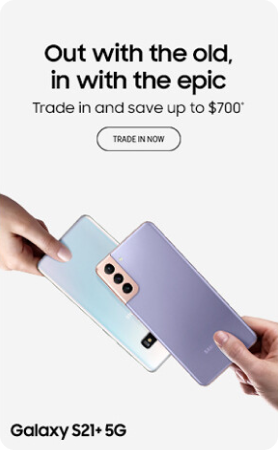 Out with the old,
in with the epic
Trade in and save up to $700*
TRADE IN NOW
Galaxy S21+ 5G